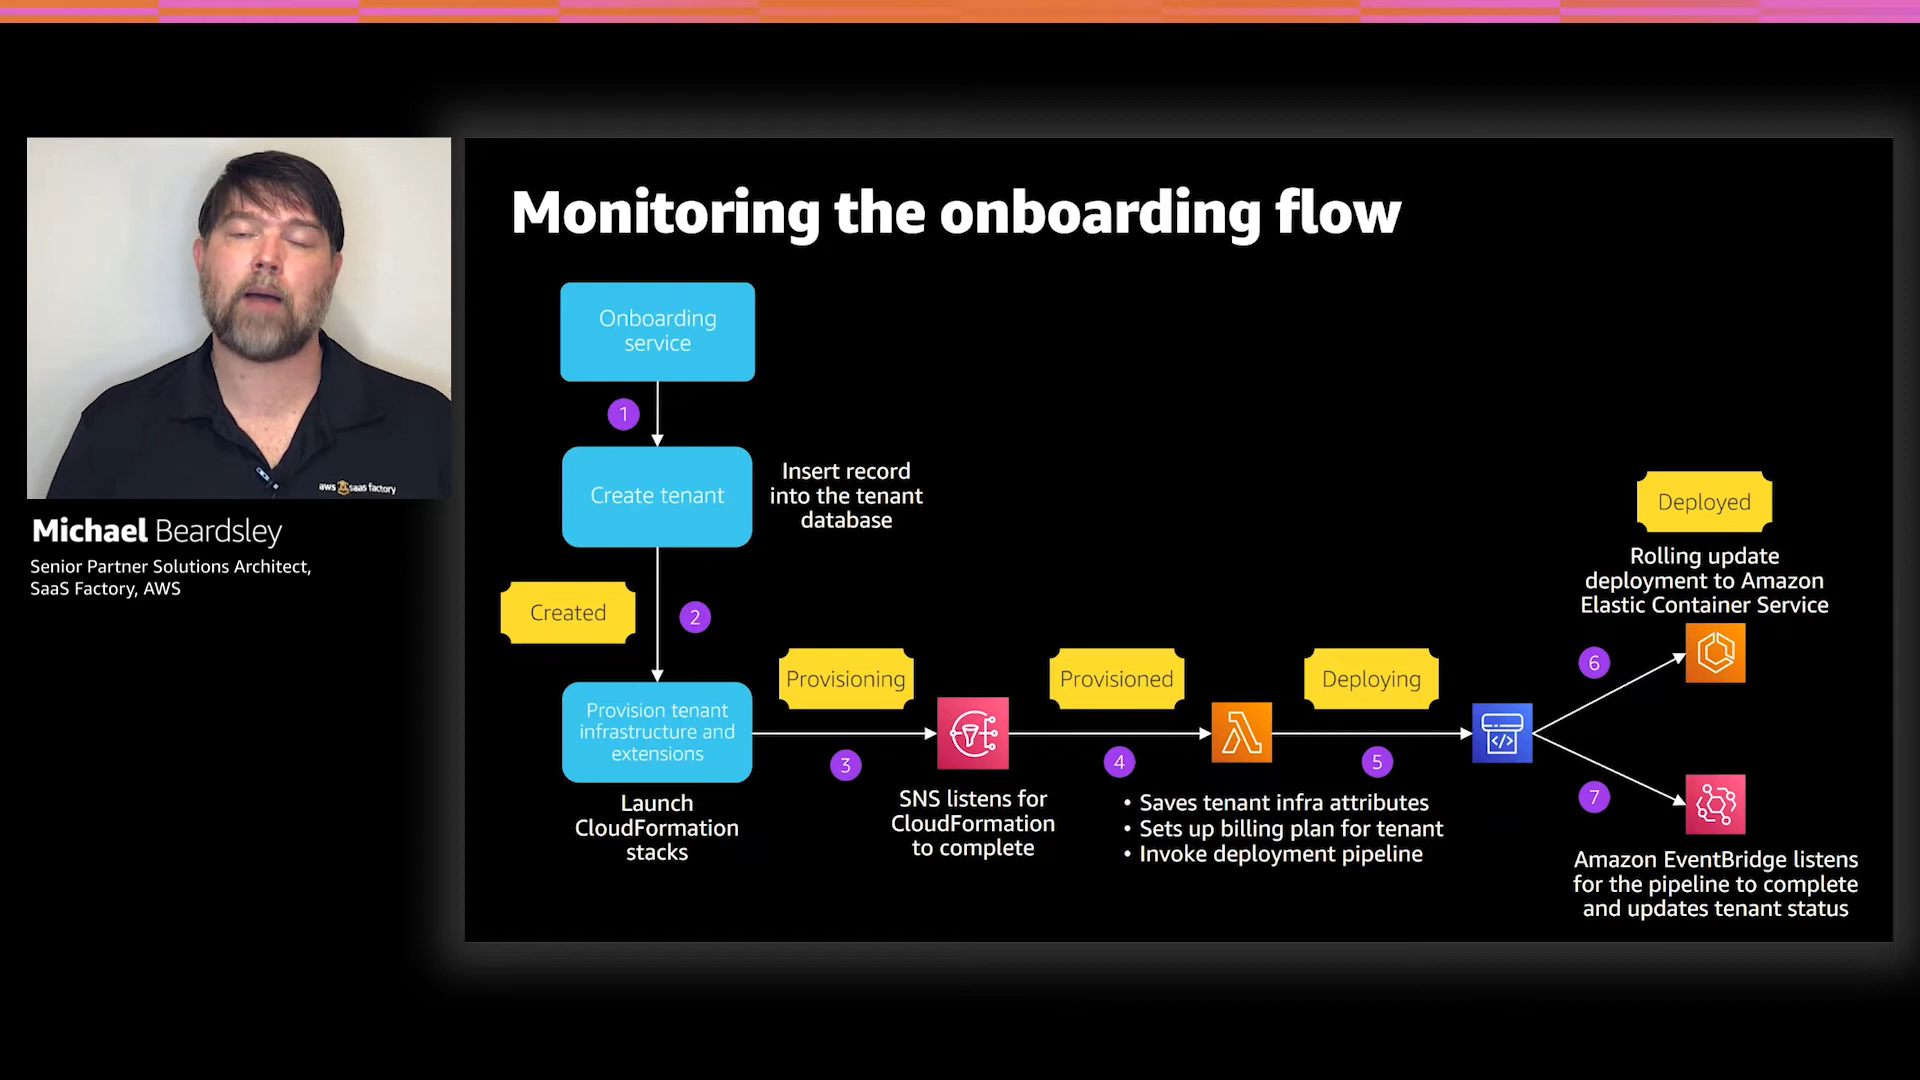 Monitoring the onboarding flow
aws saas factory
Michael Beardsley
Senior Partner Solutions Architect,
SaaS Factory, AWS
Onboarding
service
1
Create tenant
Insert record
into the tenant
database
Created
2
Provision tenant
infrastructure and
extensions
Launch
CloudFormation
stacks
Provisioning
3
SNS listens for
CloudFormation
to complete
Provisioned
4
• Saves tenant infra attributes
• Sets up billing plan for tenant
• Invoke deployment pipeline
Deploying
5
Deployed
Rolling update
deployment to Amazon
Elastic Container Service
6
7
Amazon EventBridge listens
for the pipeline to complete
and updates tenant status